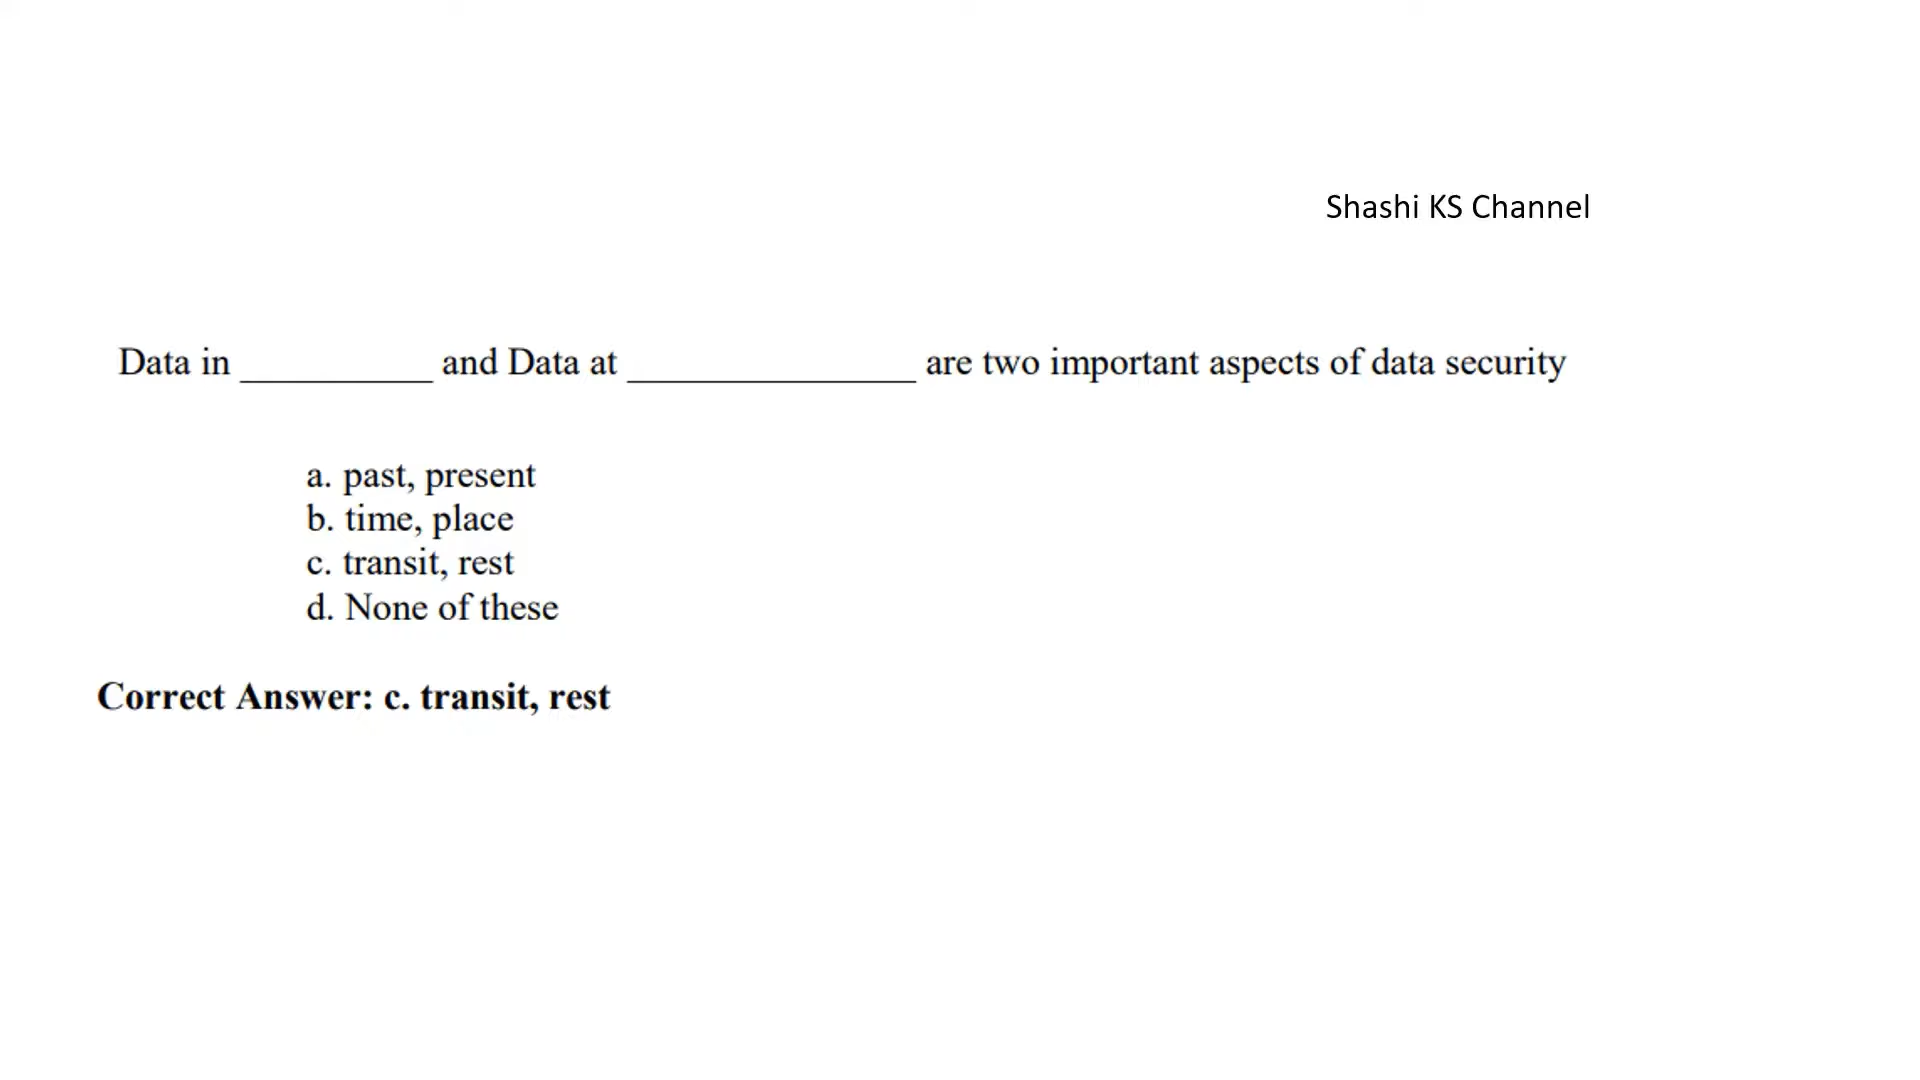 Shashi KS Channel
Data in __________ and Data at _______________ are two important aspects of data security
a. past, present
b. time, place
c. transit, rest
d. None of these
Correct Answer: c. transit, rest